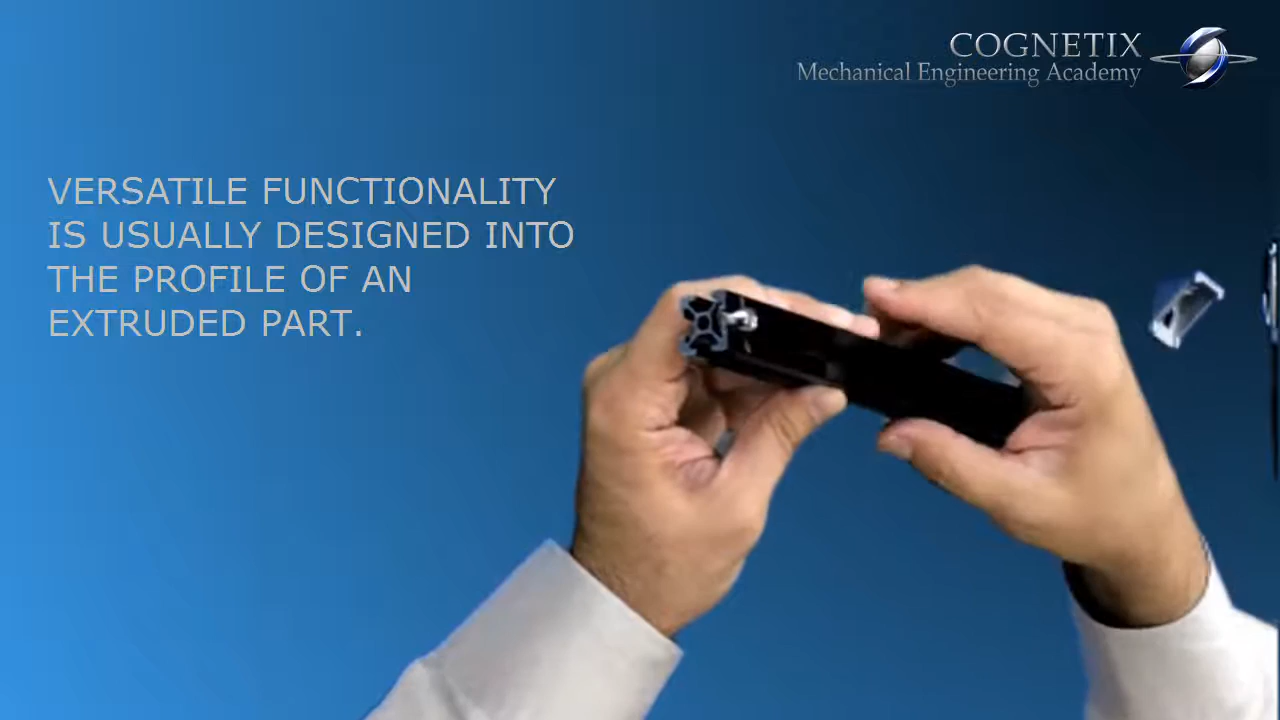 COGNETIX
Mechanical Engineering Academy
VERSATILE FUNCTIONALITY
IS USUALLY DESIGNED INTO
THE PROFILE OF AN
EXTRUDED PART.